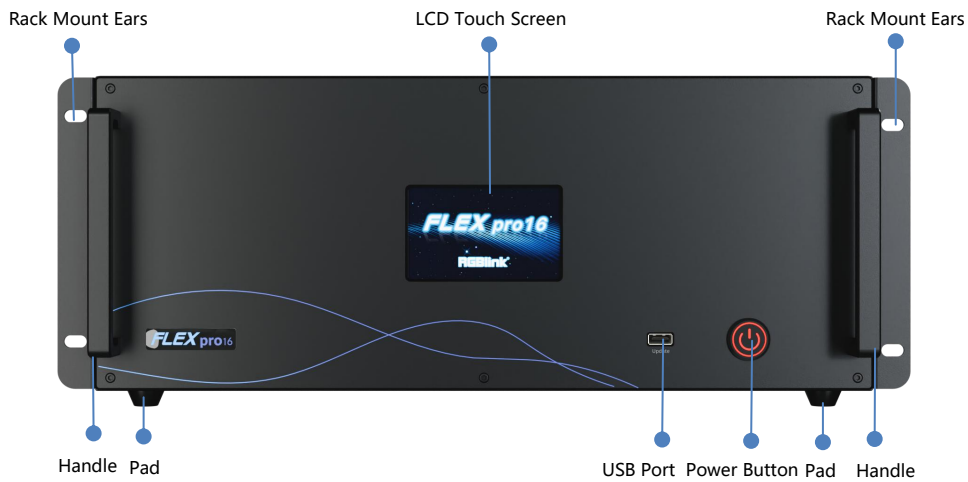 Rack Mount Ears
LCD Touch Screen
Rack Mount Ears
FLEX pro16
RGBlink
FLEX pro16
Update
Handle
Pad
USB Port
Power Button
Pad
Handle